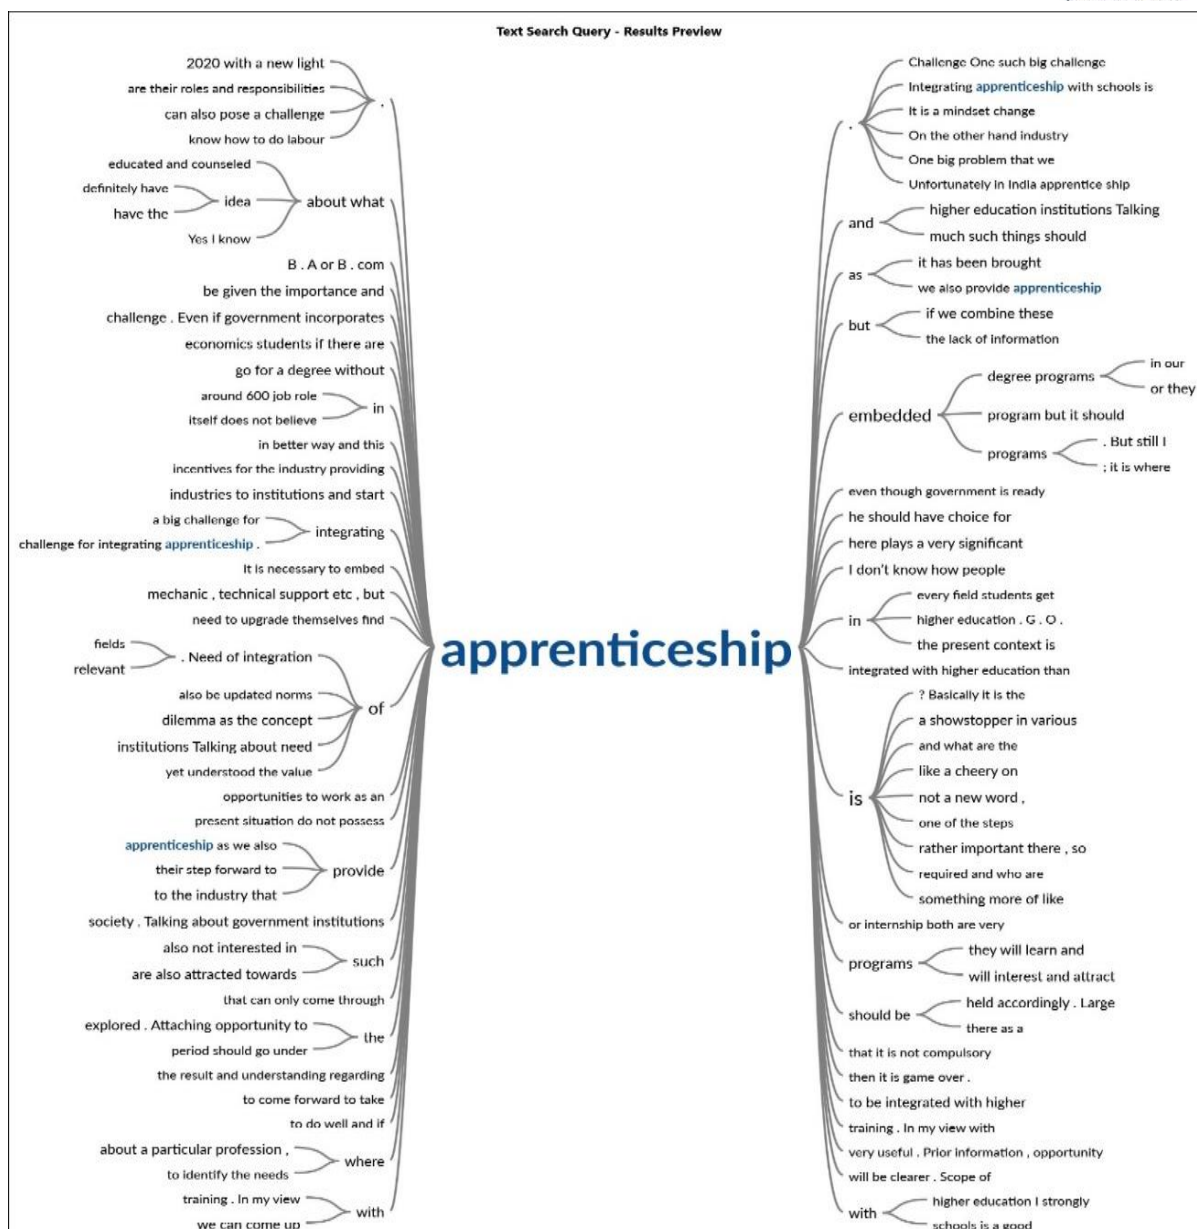 Text Search Query - Results Preview
2020 with a new light
are their roles and responsibilities
can also pose a challenge
know how to do labour
.
educated and counseled
definitely have
have the
idea
Yes I know
about what
B . A or B . com
be given the importance and
challenge . Even if government incorporates
economics students if there are
go for a degree without
around 600 job role
itself does not believe
in
in better way and this
incentives for the industry providing
industries to institutions and start
a big challenge for
challenge for integrating apprenticeship .
integrating
It is necessary to embed
mechanic , technical support etc , but
need to upgrade themselves find
fields
relevant
. Need of integration
also be updated norms
dilemma as the concept
institutions Talking about need
yet understood the value
of
opportunities to work as an
present situation do not possess
apprenticeship as we also
their step forward to
to the industry that
provide
society . Talking about government institutions
also not interested in
are also attracted towards
such
that can only come through
explored . Attaching opportunity to
period should go under
the
the result and understanding regarding
to come forward to take
to do well and if
about a particular profession ,
to identify the needs
where
training . In my view
we can come up
with
apprenticeship
.
Challenge One such big challenge
Integrating apprenticeship with schools is
It is a mindset change
On the other hand industry
One big problem that we
Unfortunately in India apprentice ship
and
higher education institutions Talking
much such things should
as
it has been brought
we also provide apprenticeship
but
if we combine these
the lack of information
embedded
degree programs
in our
or they
program but it should
programs
. But still I
; it is where
even though government is ready
he should have choice for
here plays a very significant
I don't know how people
in
every field students get
higher education . G . O .
the present context is
integrated with higher education than
is
? Basically it is the
a showstopper in various
and what are the
like a cheery on
not a new word ,
one of the steps
rather important there , so
required and who are
something more of like
or internship both are very
programs
they will learn and
will interest and attract
should be
held accordingly . Large
there as a
that it is not compulsory
then it is game over .
to be integrated with higher
training . In my view with
very useful . Prior information , opportunity
will be clearer . Scope of
with
higher education I strongly
schools is a good